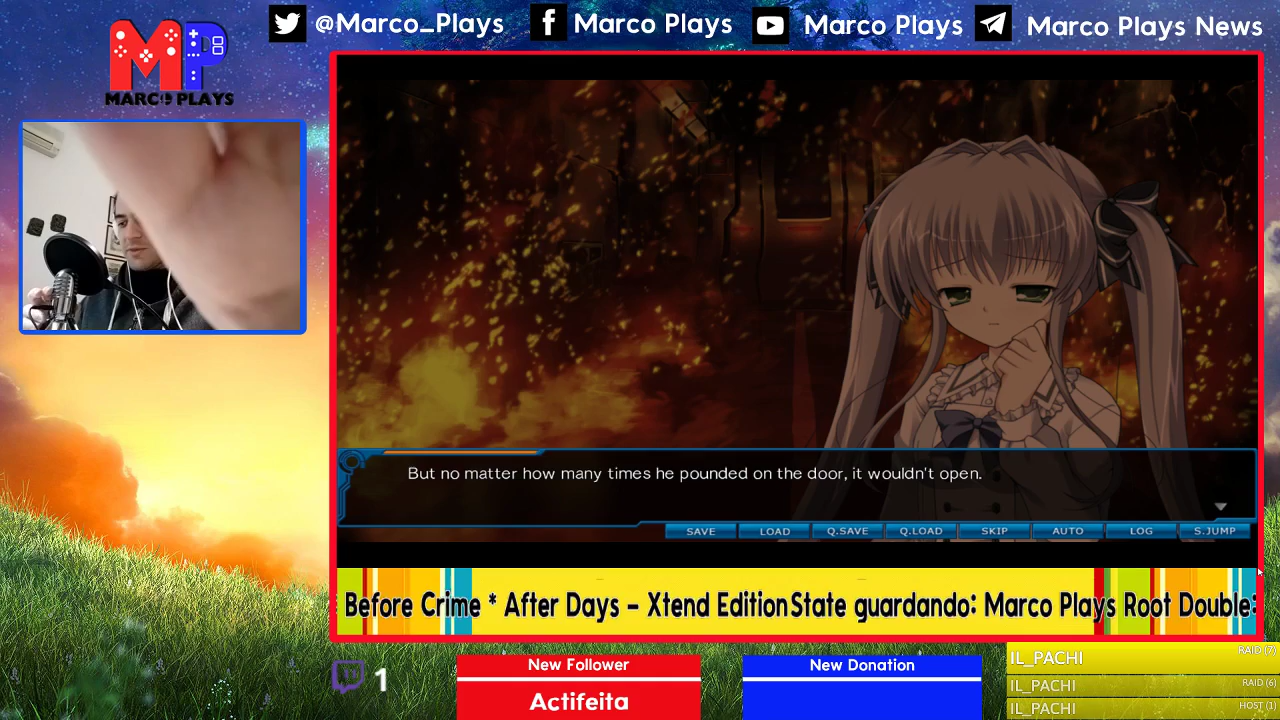 @Marco_Plays
Marco Plays
Marco Plays
Marco Plays News
MP
MARCO PLAYS
But no matter how many times he pounded on the door, it wouldn't open.
SAVE
LOAD
Q.SAVE
Q.LOAD
SKIP
AUTO
LOG
S.JUMP
Before Crime * After Days - Xtend EditionState guardando: Marco Plays Root Double:
1
New Follower
Actifeita
New Donation
IL_PACHI
RAID (7)
IL_PACHI
RAID (6)
IL_PACHI
HOST (1)